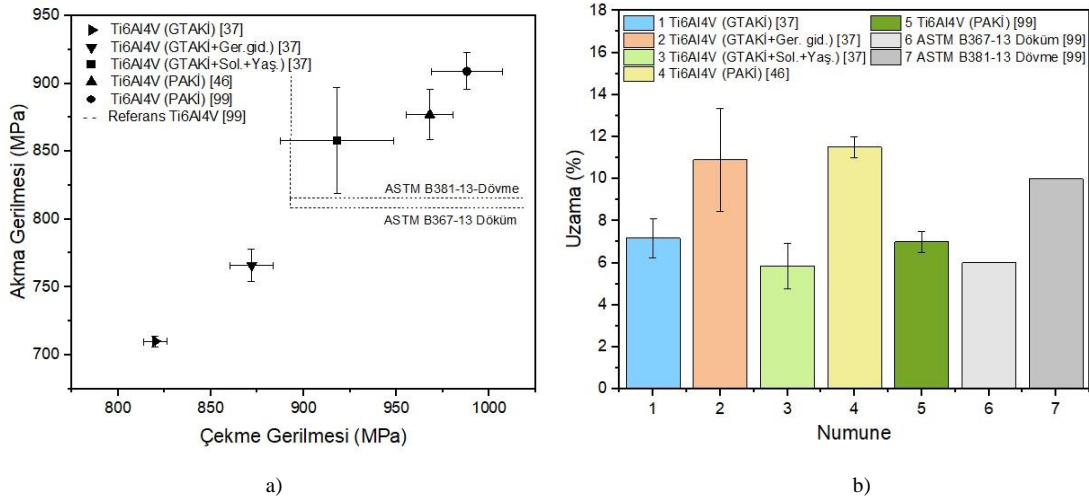 Ti6Al4V (GTAKİ) [37]
Ti6Al4V (GTAKİ+Ger.gid.) [37]
Ti6Al4V (GTAKİ+Sol.+Yaş.) [37]
Ti6Al4V (PAKİ) [46]
Ti6Al4V (PAKİ) [99]
Referans Ti6Al4V [99]
950
900
850
800
750
700
Akma Gerilmesi (MPa)
ASTM B381-13-Dövme
ASTM B367-13 Döküm
800 850 900 950 1000
Çekme Gerilmesi (MPa)
a)
1 Ti6Al4V (GTAKİ) [37]
2 Ti6Al4V (GTAKİ+Ger. gid.) [37]
3 Ti6Al4V (GTAKİ+Sol.+Yaş.) [37]
4 Ti6Al4V (PAKİ) [46]
5 Ti6Al4V (PAKİ) [99]
6 ASTM B367-13 Döküm [99]
7 ASTM B381-13 Dövme [99]
18
16
14
12
10
8
6
4
2
0
Uzama (%)
1 2 3 4 5 6 7
Numune
b)